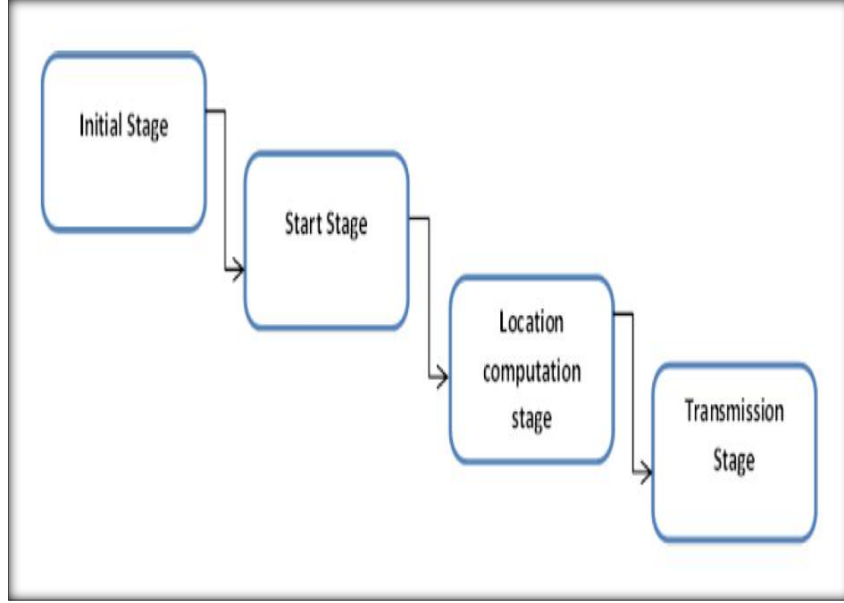 Initial Stage
Start Stage
Location
computation
stage
Transmission
Stage